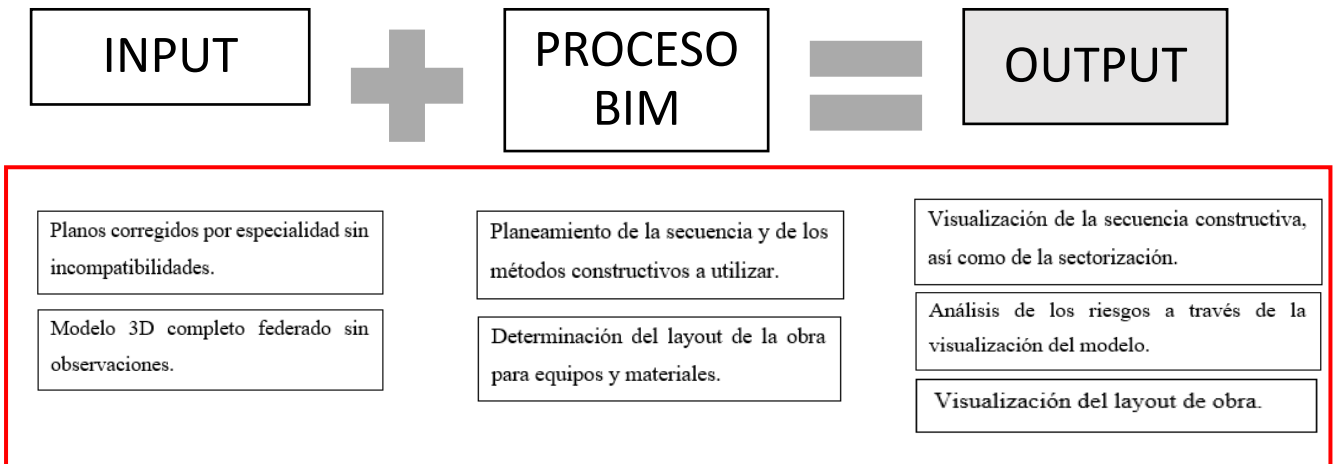 INPUT
PROCESO
BIM
OUTPUT
Planos corregidos por especialidad sin
incompatibilidades.
Modelo 3D completo federado sin
observaciones.
Planeamiento de la secuencia y de los
métodos constructivos a utilizar.
Determinación del layout de la obra
para equipos y materiales.
Visualización de la secuencia constructiva,
así como de la sectorización.
Análisis de los riesgos a través de la
visualización del modelo.
Visualización del layout de obra.